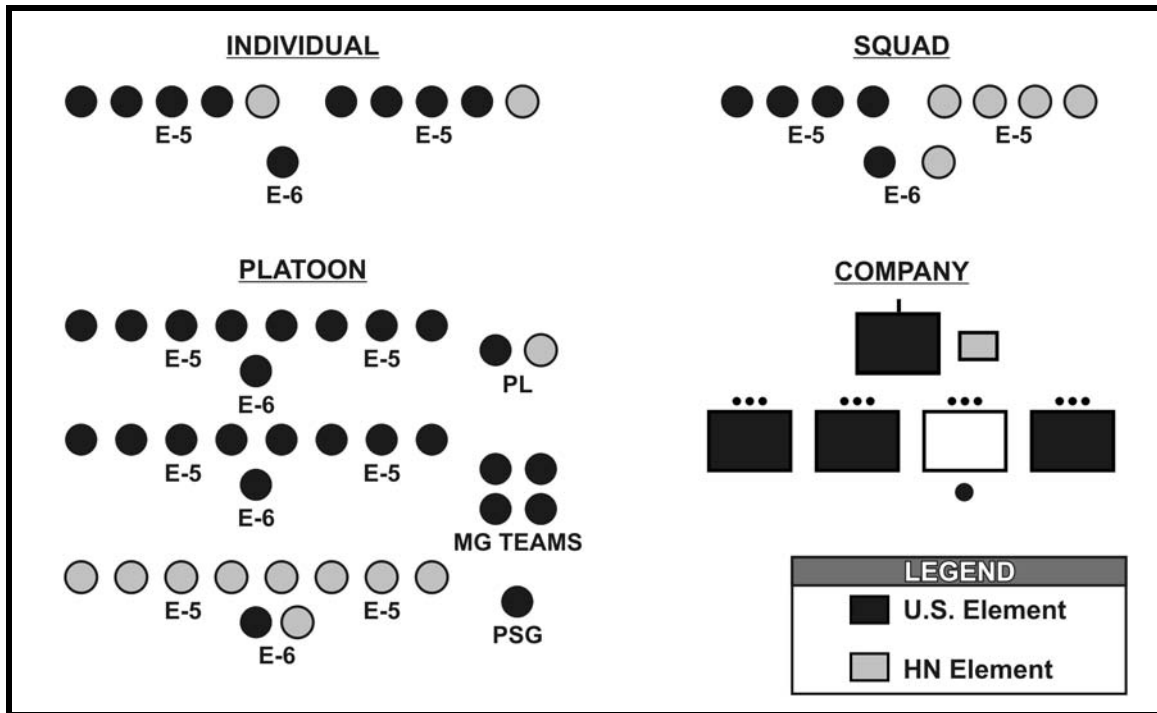 INDIVIDUAL
E-5 E-5
E-6
SQUAD
E-5 E-5
E-6
PLATOON
E-5 E-5
E-6
E-5 E-5
E-6
E-5 E-5
E-6
PL
MG TEAMS
PSG
COMPANY
LEGEND
U.S. Element
HN Element